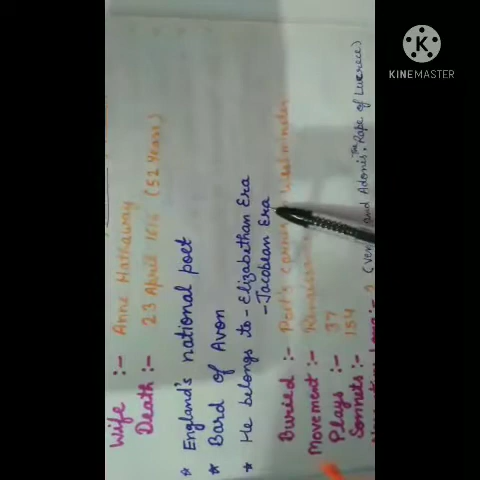 KINEMASTER
Wife :- Anne Hathaway
Death :- 23 April 1616 (52 Years)
★ England's national poet
★ Bard of Avon
★ He belongs to - Elizabethan Era
- Jacobean Era
Buried :- Poet's corner
Movement :-
Plays :- 37
Sonnets :- 154
and Adonis, The Rape of Lucrece)